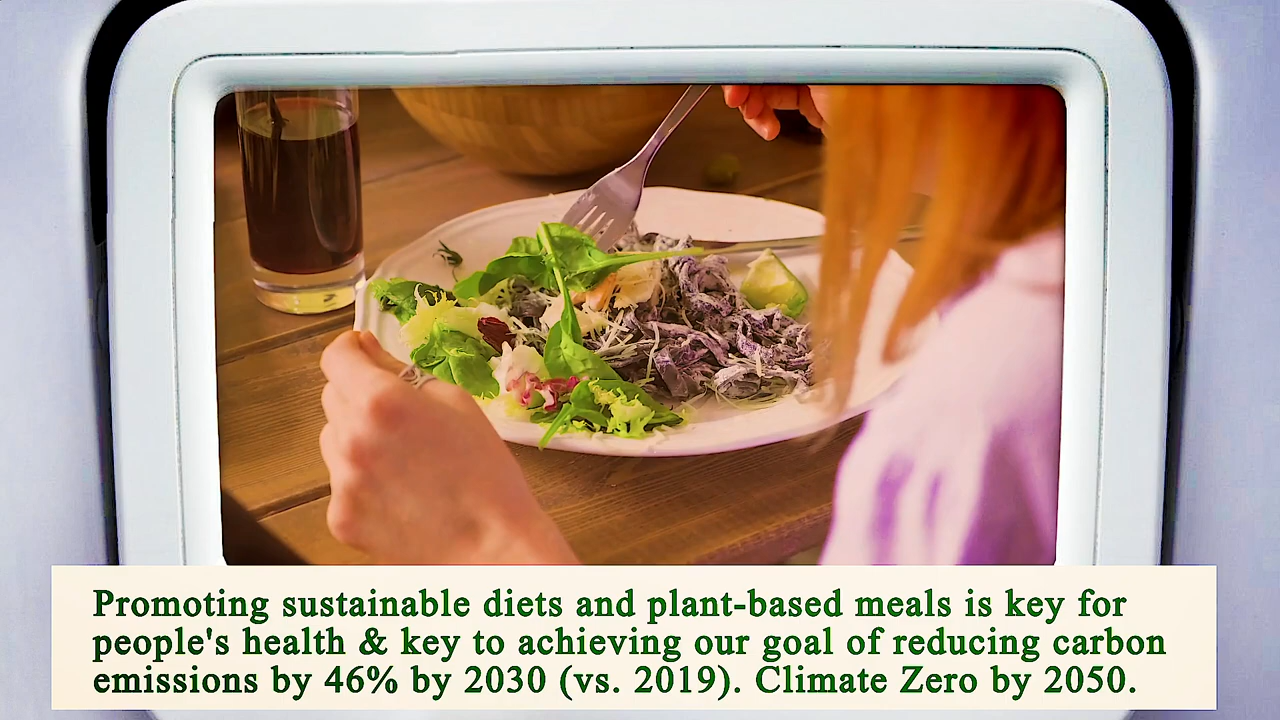 Promoting sustainable diets and plant-based meals is key for
people's health & key to achieving our goal of reducing carbon
emissions by 46% by 2030 (vs. 2019). Climate Zero by 2050.